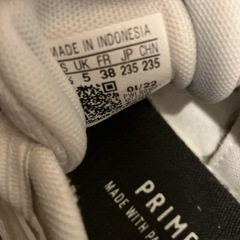 MADE IN INDONESIA
UK FR JP CHN
5 38 235 235
01/22
PRIME
MADE WITH